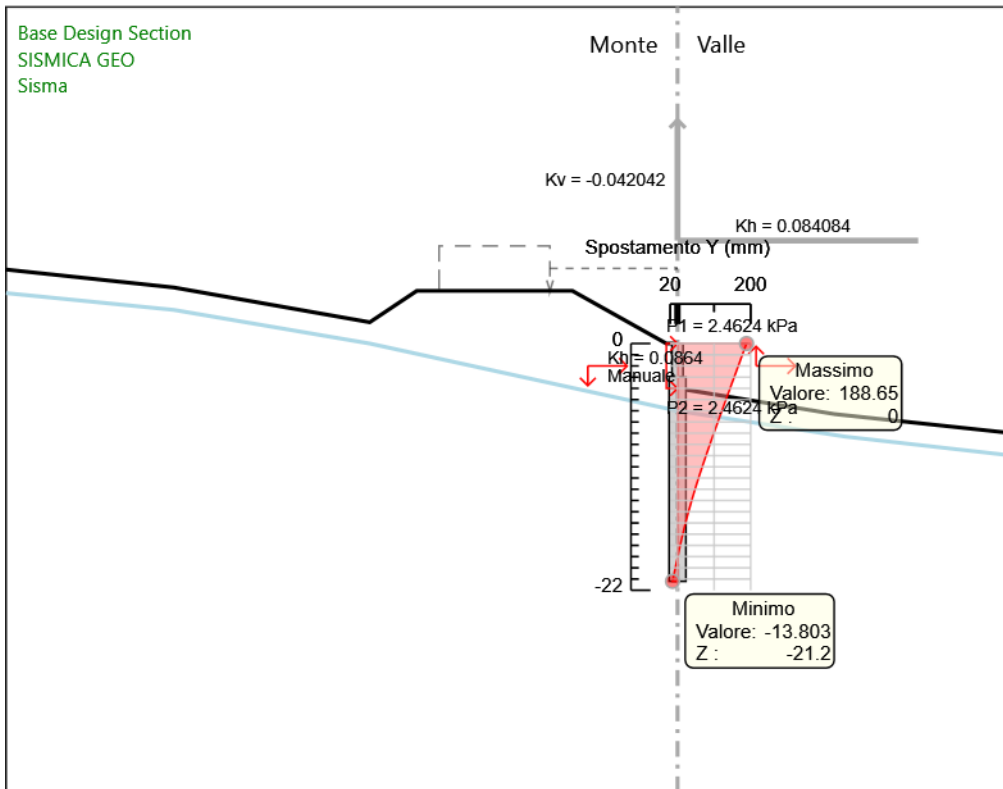 Base Design Section
SISMICA GEO
Sisma
Monte Valle
Kv = -0.042042
Kh = 0.084084
Spostamento Y (mm)
20 200
P1 = 2.4624 kPa
0
Kh = 0.0864
Manuale
Massimo
Valore: 188.65
Z : 0
P2 = 2.4624 kPa
-22
Minimo
Valore: -13.803
Z : -21.2